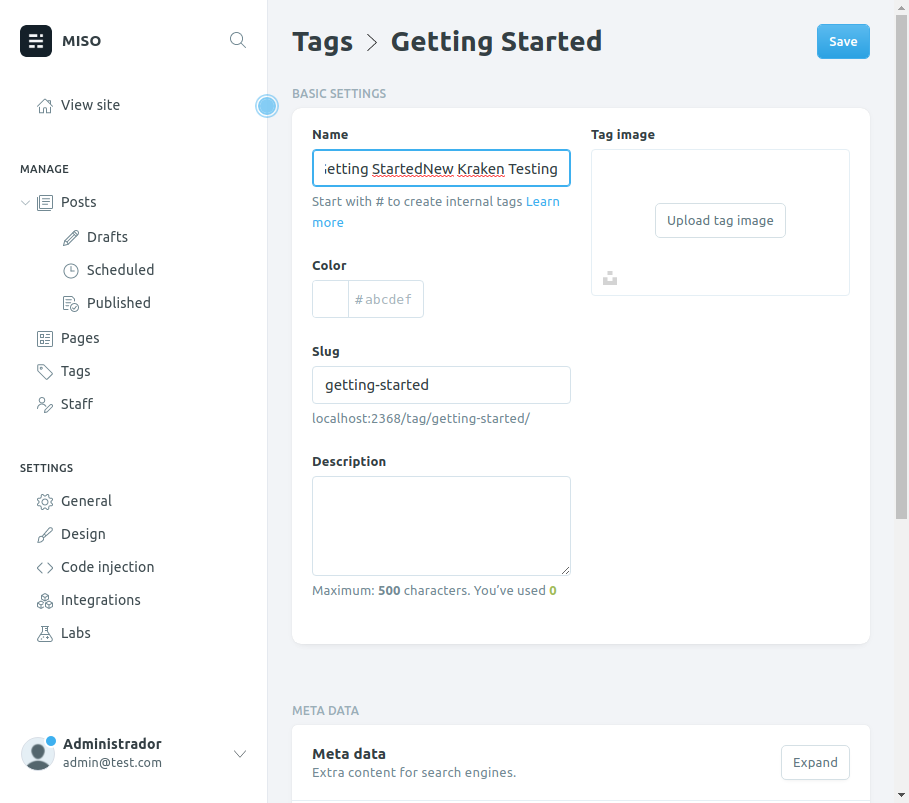 MISO
View site
MANAGE
Posts
Drafts
Scheduled
Published
Pages
Tags
Staff
SETTINGS
General
Design
Code injection
Integrations
Labs
Administrador
admin@test.com
Tags > Getting Started
Save
BASIC SETTINGS
Name
Getting StartedNew Kraken Testing
Start with # to create internal tags Learn
more
Color
#abcdef
Slug
getting-started
localhost:2368/tag/getting-started/
Description
Maximum: 500 characters. You’ve used 0
Tag image
Upload tag image
META DATA
Meta data
Extra content for search engines.
Expand